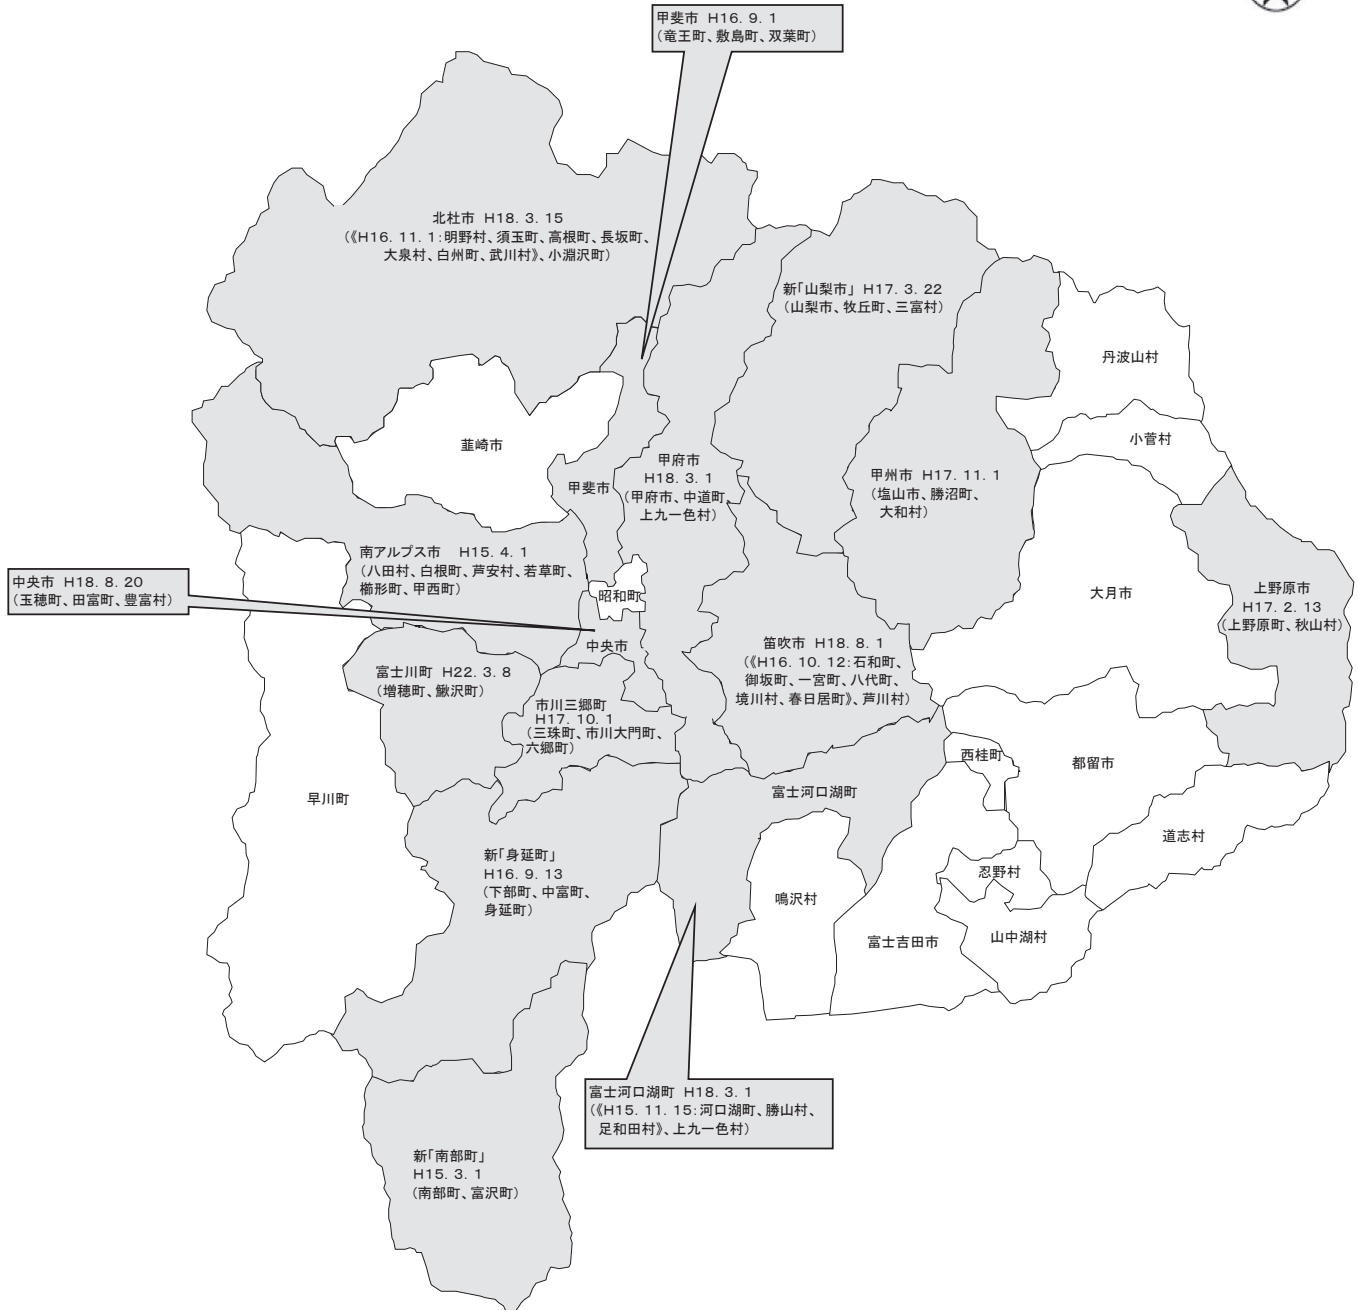 甲斐市 H16. 9. 1
（竜王町、敷島町、双葉町）
北杜市 H18. 3. 15
（《H16. 11. 1：明野村、須玉町、高根町、長坂町、
大泉村、白州町、武川村》、小淵沢町）
新「山梨市」 H17. 3. 22
（山梨市、牧丘町、三富村）
丹波山村
小菅村
韮崎市
甲斐市
甲府市
H18. 3. 1
（甲府市、中道町、
上九一色村）
甲州市 H17. 11. 1
（塩山市、勝沼町、
大和村）
南アルプス市 H15. 4. 1
（八田村、白根町、芦安村、若草町、
櫛形町、甲西町）
中央市 H18. 8. 20
（玉穂町、田富町、豊富村）
昭和町
中央市
大月市
上野原市
H17. 2. 13
（上野原町、秋山村）
富士川町 H22. 3. 8
（増穂町、鰍沢町）
笛吹市 H18. 8. 1
（《H16. 10. 12：石和町、
御坂町、一宮町、八代町、
境川村、春日居町》、芦川村）
市川三郷町
H17. 10. 1
（三珠町、市川大門町、
六郷町）
西桂町
都留市
早川町
富士河口湖町
道志村
新「身延町」
H16. 9. 13
（下部町、中富町、
身延町）
鳴沢村
忍野村
富士吉田市
山中湖村
富士河口湖町 H18. 3. 1
（《H15. 11. 15：河口湖町、勝山村、
足和田村》、上九一色村）
新「南部町」
H15. 3. 1
（南部町、富沢町）